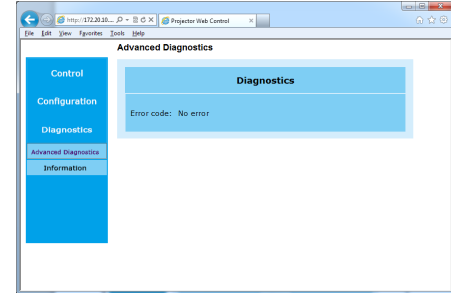 http://172.20.10....
Projector Web Control
File Edit View Favorites Tools Help
Advanced Diagnostics
Control
Configuration
Diagnostics
Advanced Diagnostics
Information
Diagnostics
Error code: No error